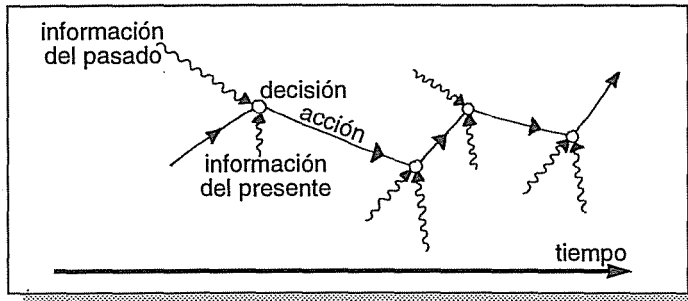 información
del pasado
decisión
acción
información
del presente
tiempo